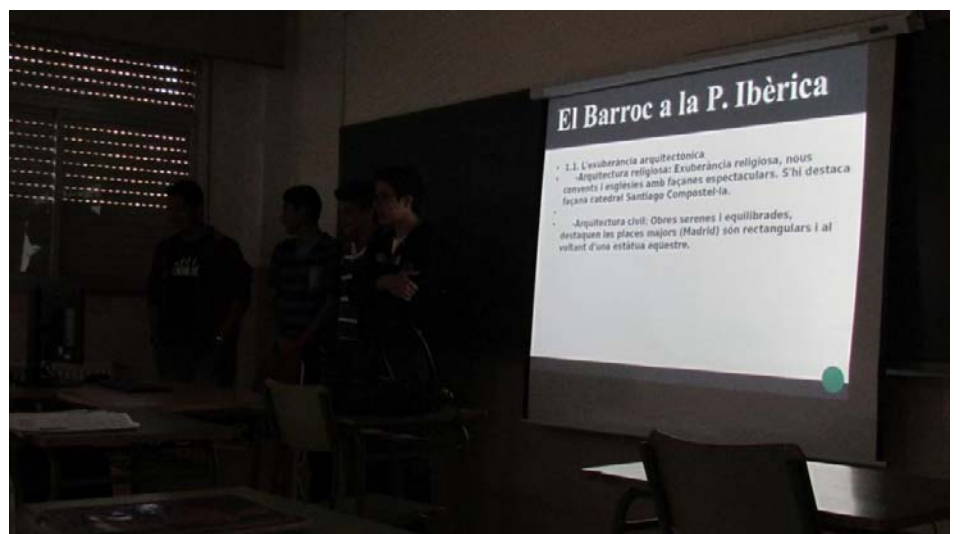 El Barroc a la P. Ibèrica
• 1.1. L'exuberància arquitectònica
• -Arquitectura religiosa: Exuberància religiosa, nous
convents i esglésies amb façanes espectaculars. S'hi destaca
façana catedral Santiago Compostel·la.
•
• -Arquitectura civil: Obres serenes i equilibrades,
destaquen les places majors (Madrid) són rectangulars i al
voltant d'una estàtua eqüestre.